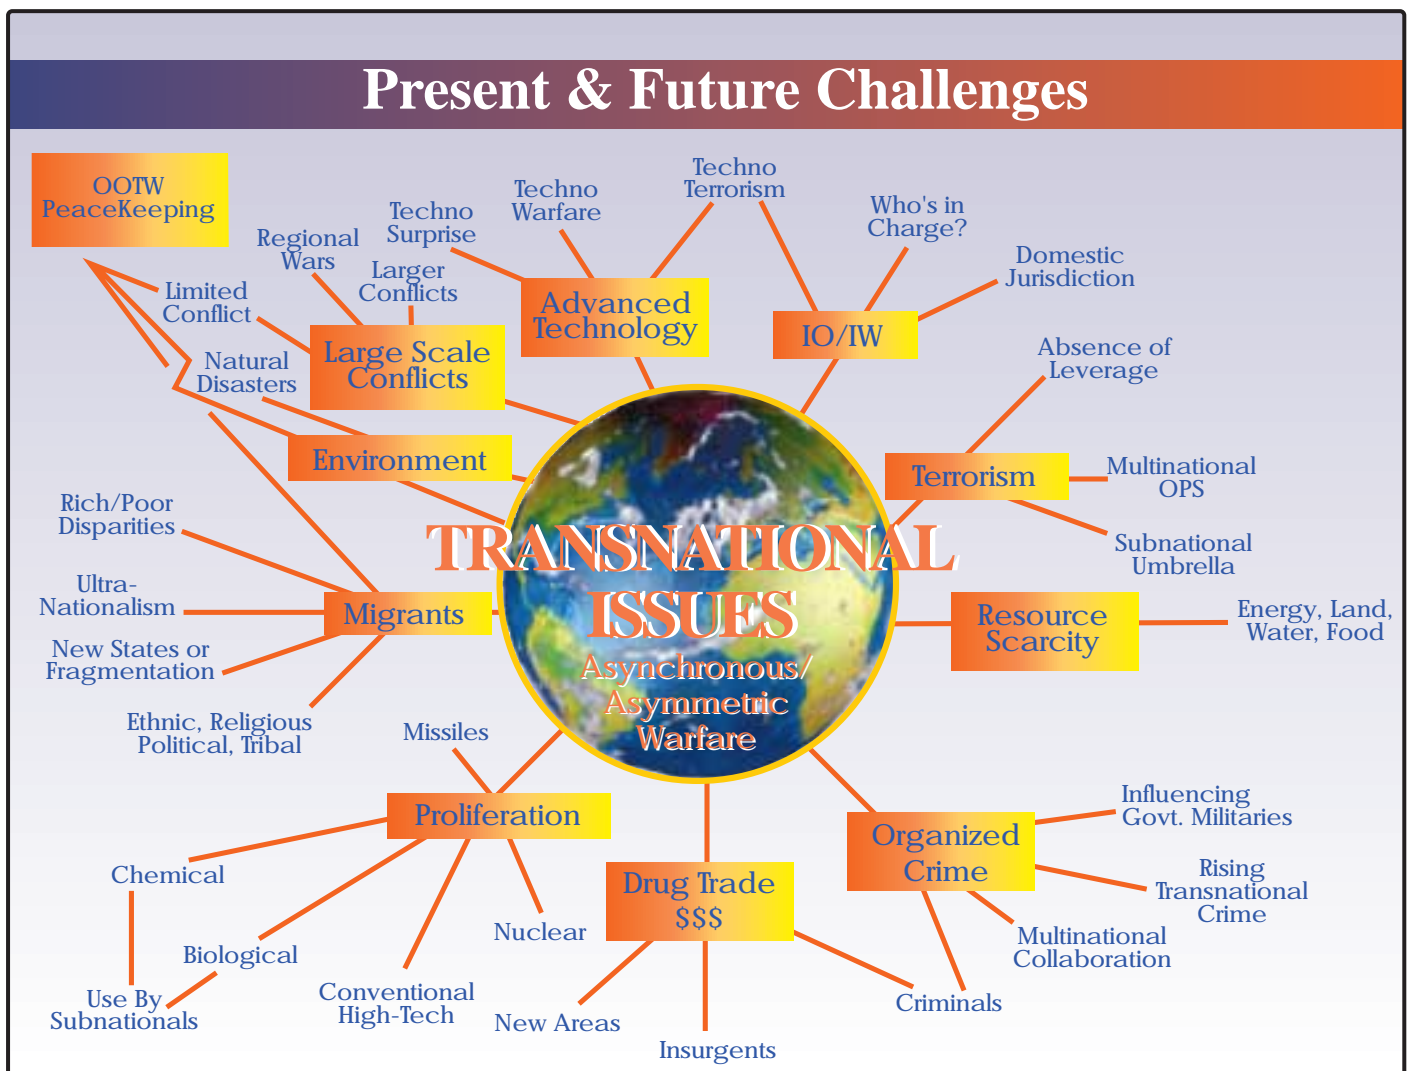 Present & Future Challenges
OOTW
PeaceKeeping
Techno
Surprise
Techno
Warfare
Techno
Terrorism
Who's in
Charge?
Domestic
Jurisdiction
Regional
Wars
Larger
Conflicts
Limited
Conflict
Advanced
Technology
IO/IW
Large Scale
Conflicts
Natural
Disasters
Absence of
Leverage
Environment
Terrorism
Multinational
OPS
Subnational
Umbrella
Rich/Poor
Disparities
TRANSNATIONAL
ISSUES
Asynchronous/
Asymmetric
Warfare
Ultra-
Nationalism
Migrants
Resource
Scarcity
Energy, Land,
Water, Food
New States or
Fragmentation
Ethnic, Religious
Political, Tribal
Missiles
Proliferation
Organized
Crime
Influencing
Govt. Militaries
Chemical
Drug Trade
$$$
Rising
Transnational
Crime
Nuclear
Multinational
Collaboration
Biological
Use By
Subnationals
Conventional
High-Tech
New Areas
Criminals
Insurgents